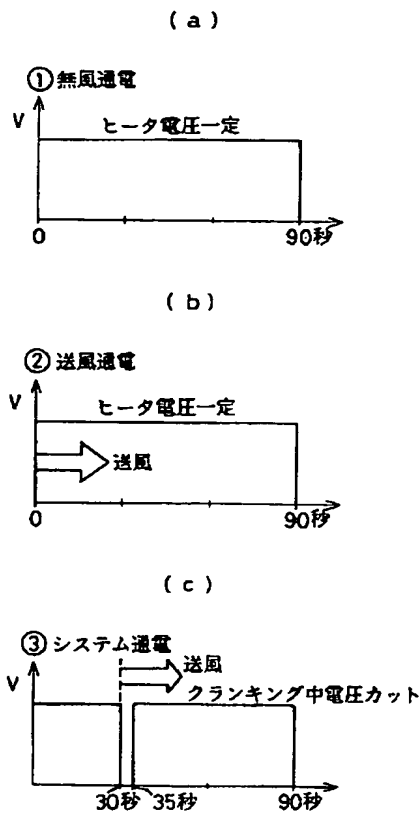 (a)
①無風通電
V
ヒータ電圧一定
0
90秒
(b)
②送風通電
V
ヒータ電圧一定
送風
0
90秒
(c)
③システム通電
送風
V
クランキング中電圧カット
30秒 35秒
90秒